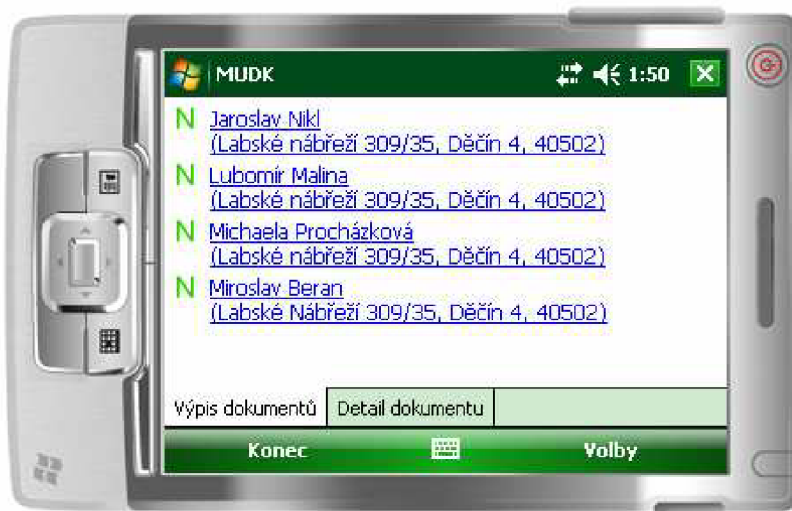 MUDK 1:50
N Jaroslav Nikl
(Labské nábřeží 309/35, Děčín 4, 40502)
N Lubomír Malina
(Labské nábřeží 309/35, Děčín 4, 40502)
N Michaela Procházková
(Labské nábřeží 309/35, Děčín 4, 40502)
N Miroslav Beran
(Labské Nábřeží 309/35, Děčín 4, 40502)
Výpis dokumentů Detail dokumentu
Konec Volby